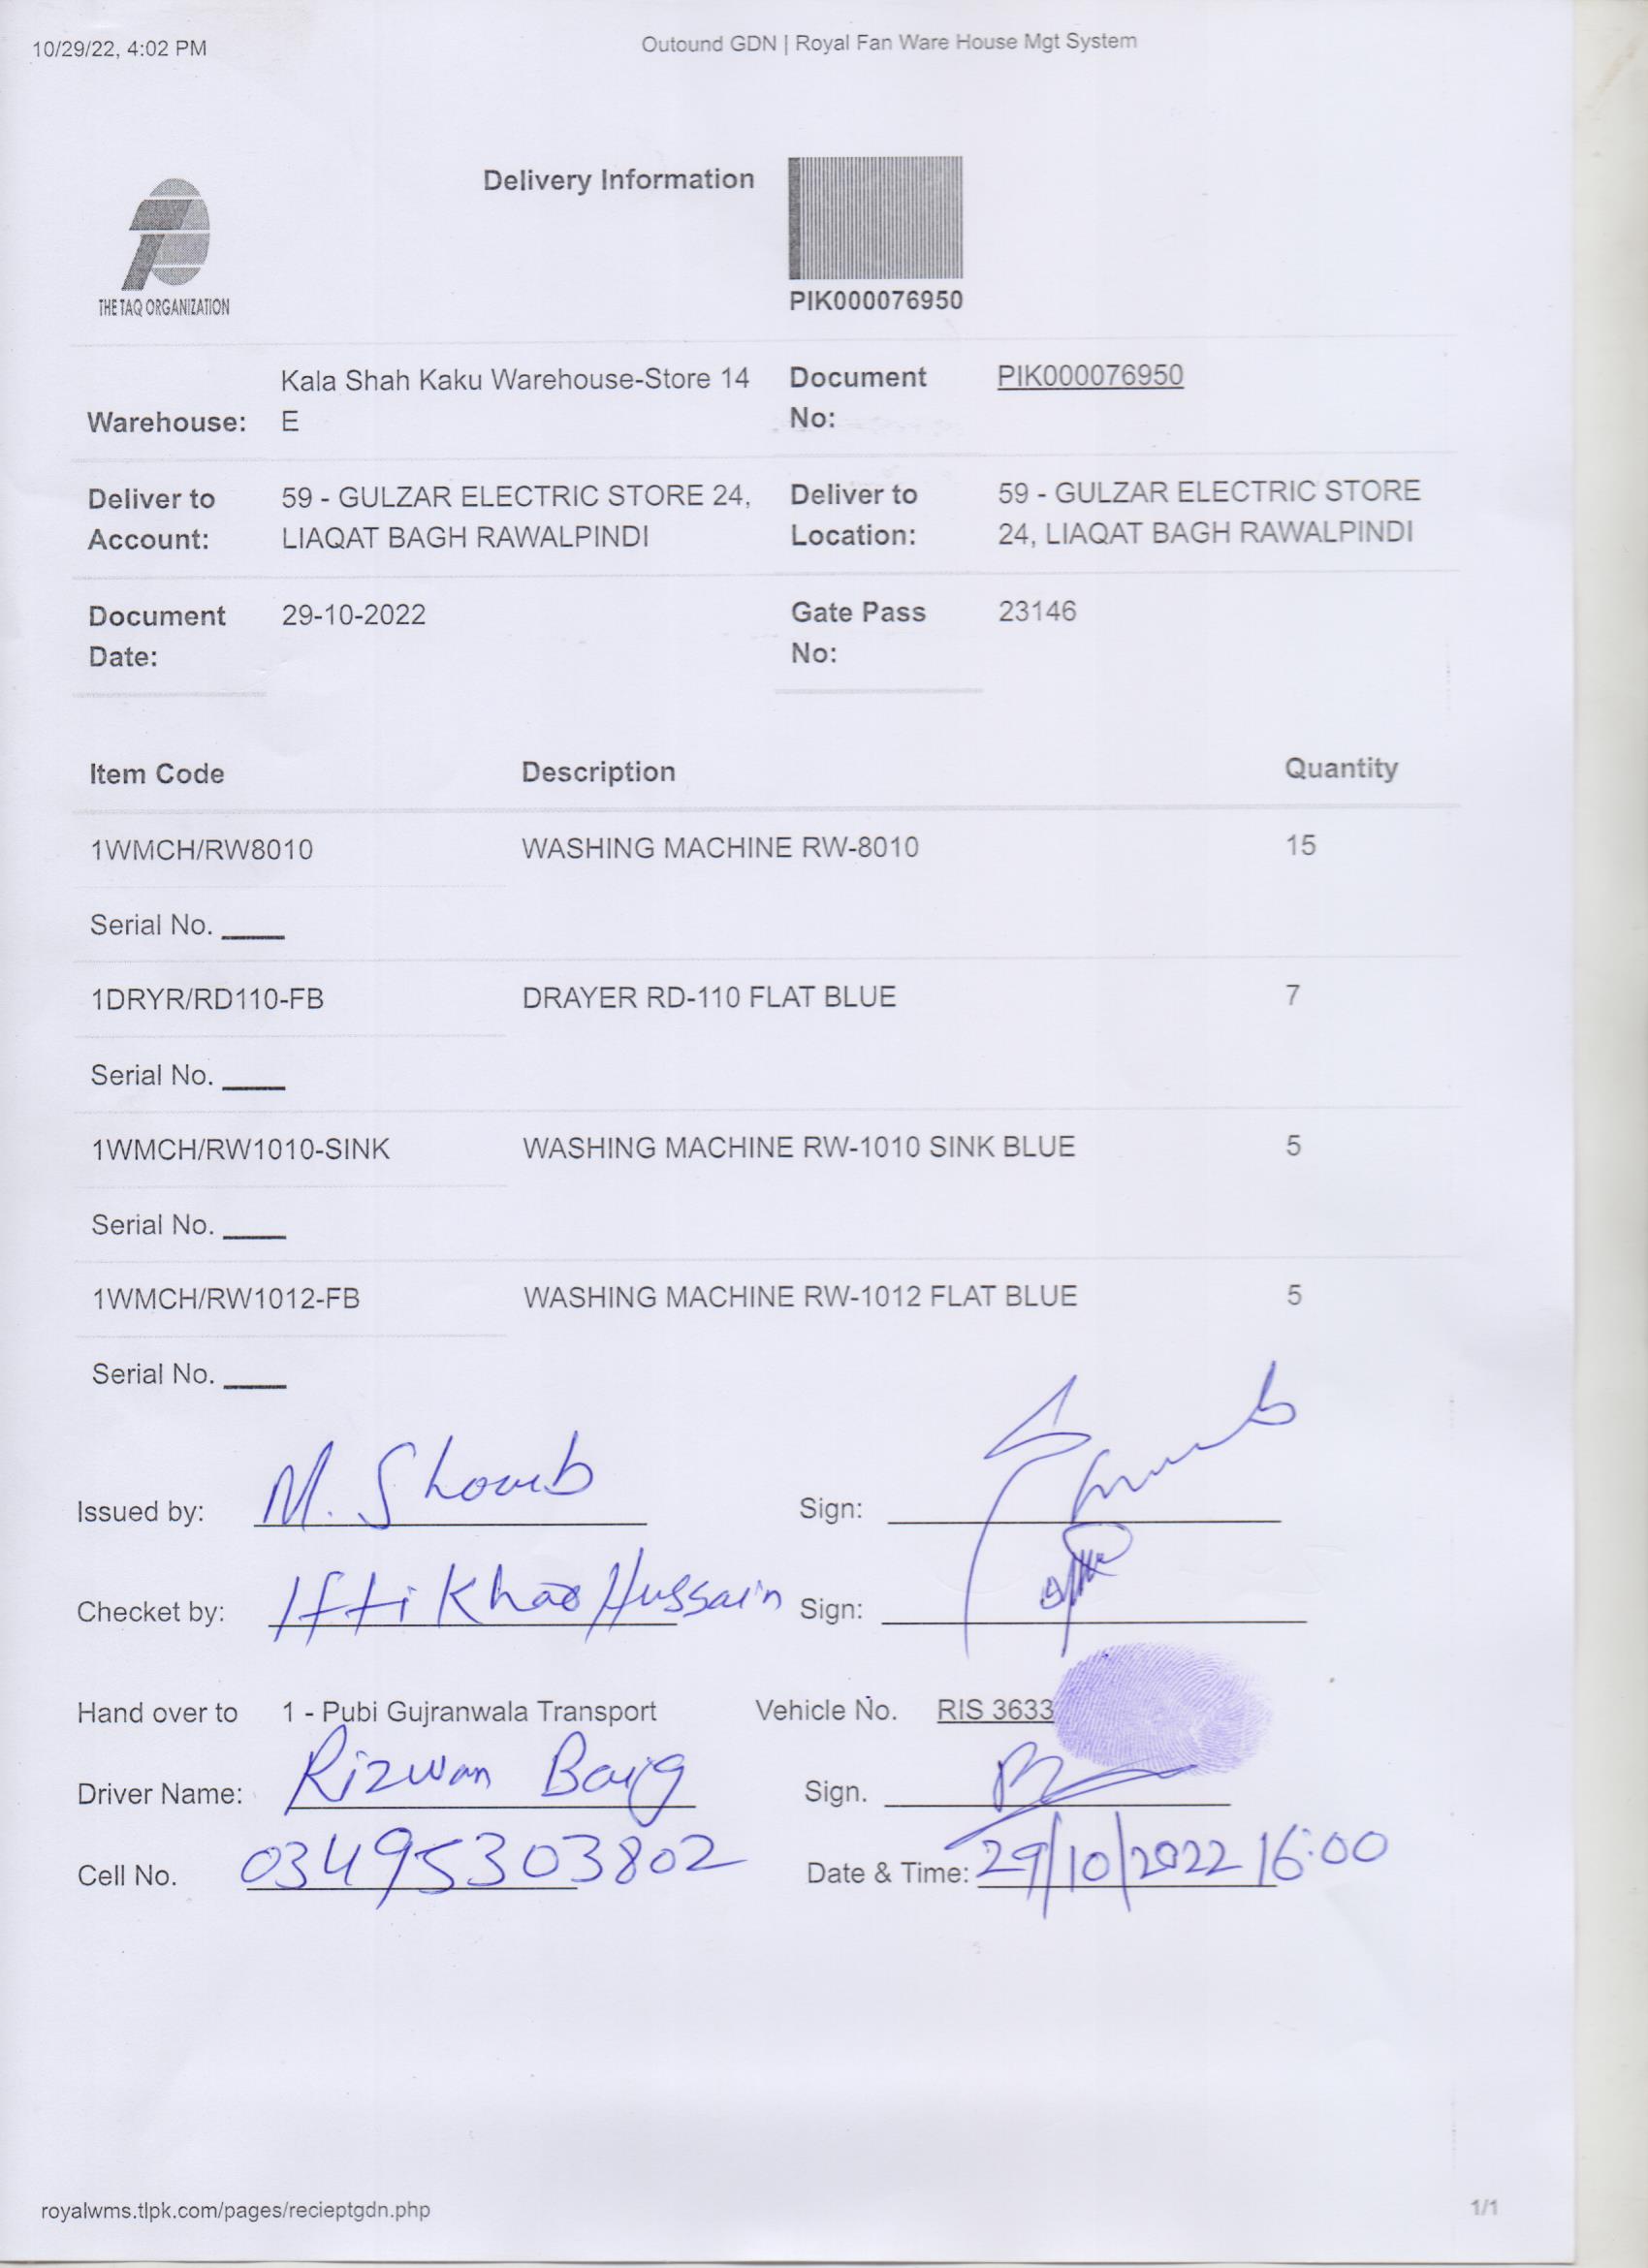 10/29/22, 4:02 PM
Outound GDN | Royal Fan Ware House Mgt System
Delivery Information
THE TAQ ORGANIZATION
PIK000076950
Warehouse: Kala Shah Kaku Warehouse-Store 14 E
Document No: PIK000076950
Deliver to Account: 59 - GULZAR ELECTRIC STORE 24, LIAQAT BAGH RAWALPINDI
Deliver to Location: 59 - GULZAR ELECTRIC STORE 24, LIAQAT BAGH RAWALPINDI
Document Date: 29-10-2022
Gate Pass No: 23146
Item Code Description Quantity
1WMCH/RW8010 WASHING MACHINE RW-8010 15
Serial No. ____
1DRYR/RD110-FB DRAYER RD-110 FLAT BLUE 7
Serial No. ____
1WMCH/RW1010-SINK WASHING MACHINE RW-1010 SINK BLUE 5
Serial No. ____
1WMCH/RW1012-FB WASHING MACHINE RW-1012 FLAT BLUE 5
Serial No. ____
Issued by: M. Shoaib Sign:
Checket by: Iftikhar Hussain Sign:
Hand over to 1 - Pubi Gujranwala Transport Vehicle No. RIS 3633
Driver Name: Rizwan Baig Sign.
Cell No. 03495303802 Date & Time: 29/10/2022 16:00
royalwms.tlpk.com/pages/recieptgdn.php
1/1